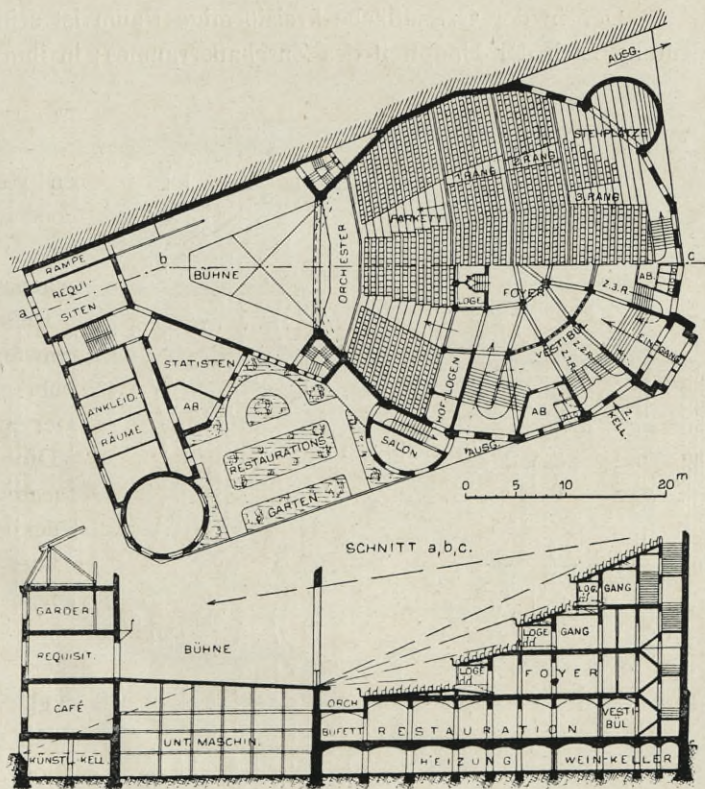 AUSG.
STEHPLÄTZE
1. RANG
2. RANG
3. RANG
PARKETT
RAMPE
b
a
REQUI-
SITEN
BÜHNE
ORCHESTER
c
LOGE
FOYER
AB.
Z.3.R.
VESTIBÜL
Z.2.R.
Z.1.R.
EINGANG
STATISTEN
AB.
HOF LOGEN
AB.
Z.
KELL.
ANKLEID.
RÄUME
RESTAURATIONS
GARTEN
SALON
AUSG.
0 5 10 20 m
SCHNITT a, b, c.
LOG. GANG
GARDER.
LOGE GANG
REQUISIT.
BÜHNE
LOGE FOYER
ORCH.
CAFÉ
BUFETT RESTAURATION
VESTI-
BÜL
UNT. MASCHIN.
KÜNSTL. KELL.
HEIZUNG WEIN-KELLER